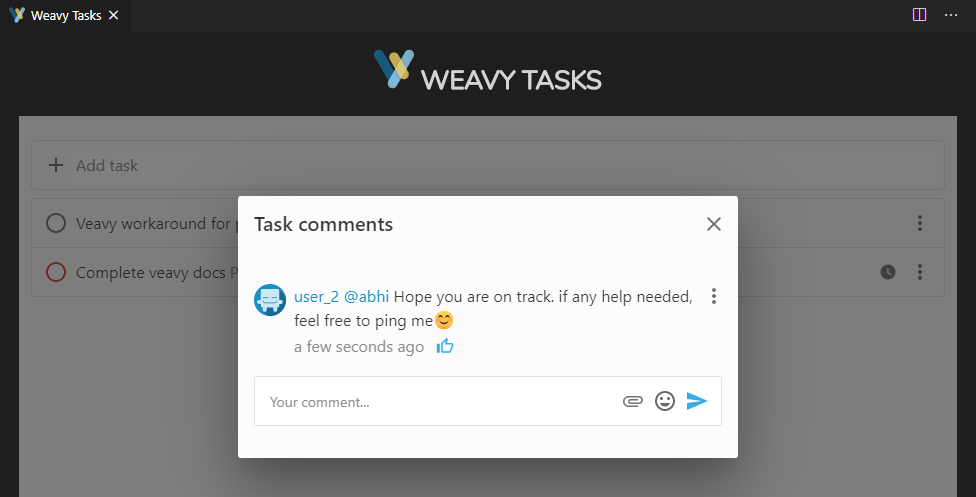 Weavy Tasks
WEAVY TASKS
Add task
Veavy workaround for
Complete veavy docs
Task comments
user_2 @abhi Hope you are on track. if any help needed,
feel free to ping me😊
a few seconds ago
Your comment...